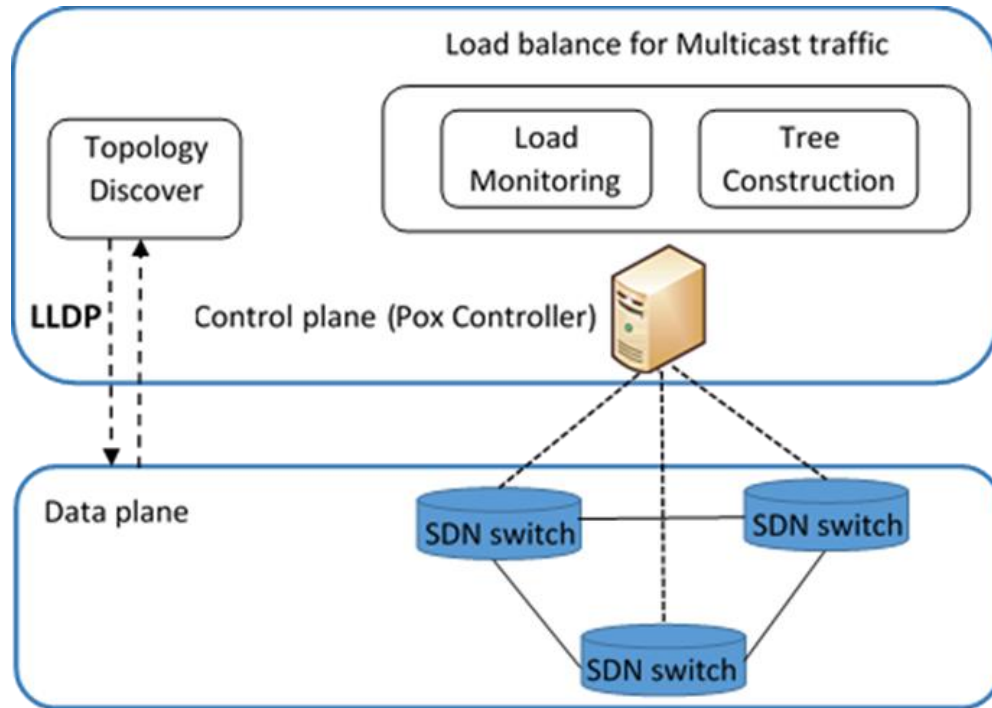 Load balance for Multicast traffic
Topology
Discover
Load
Monitoring
Tree
Construction
LLDP
Control plane (Pox Controller)
Data plane
SDN switch
SDN switch
SDN switch